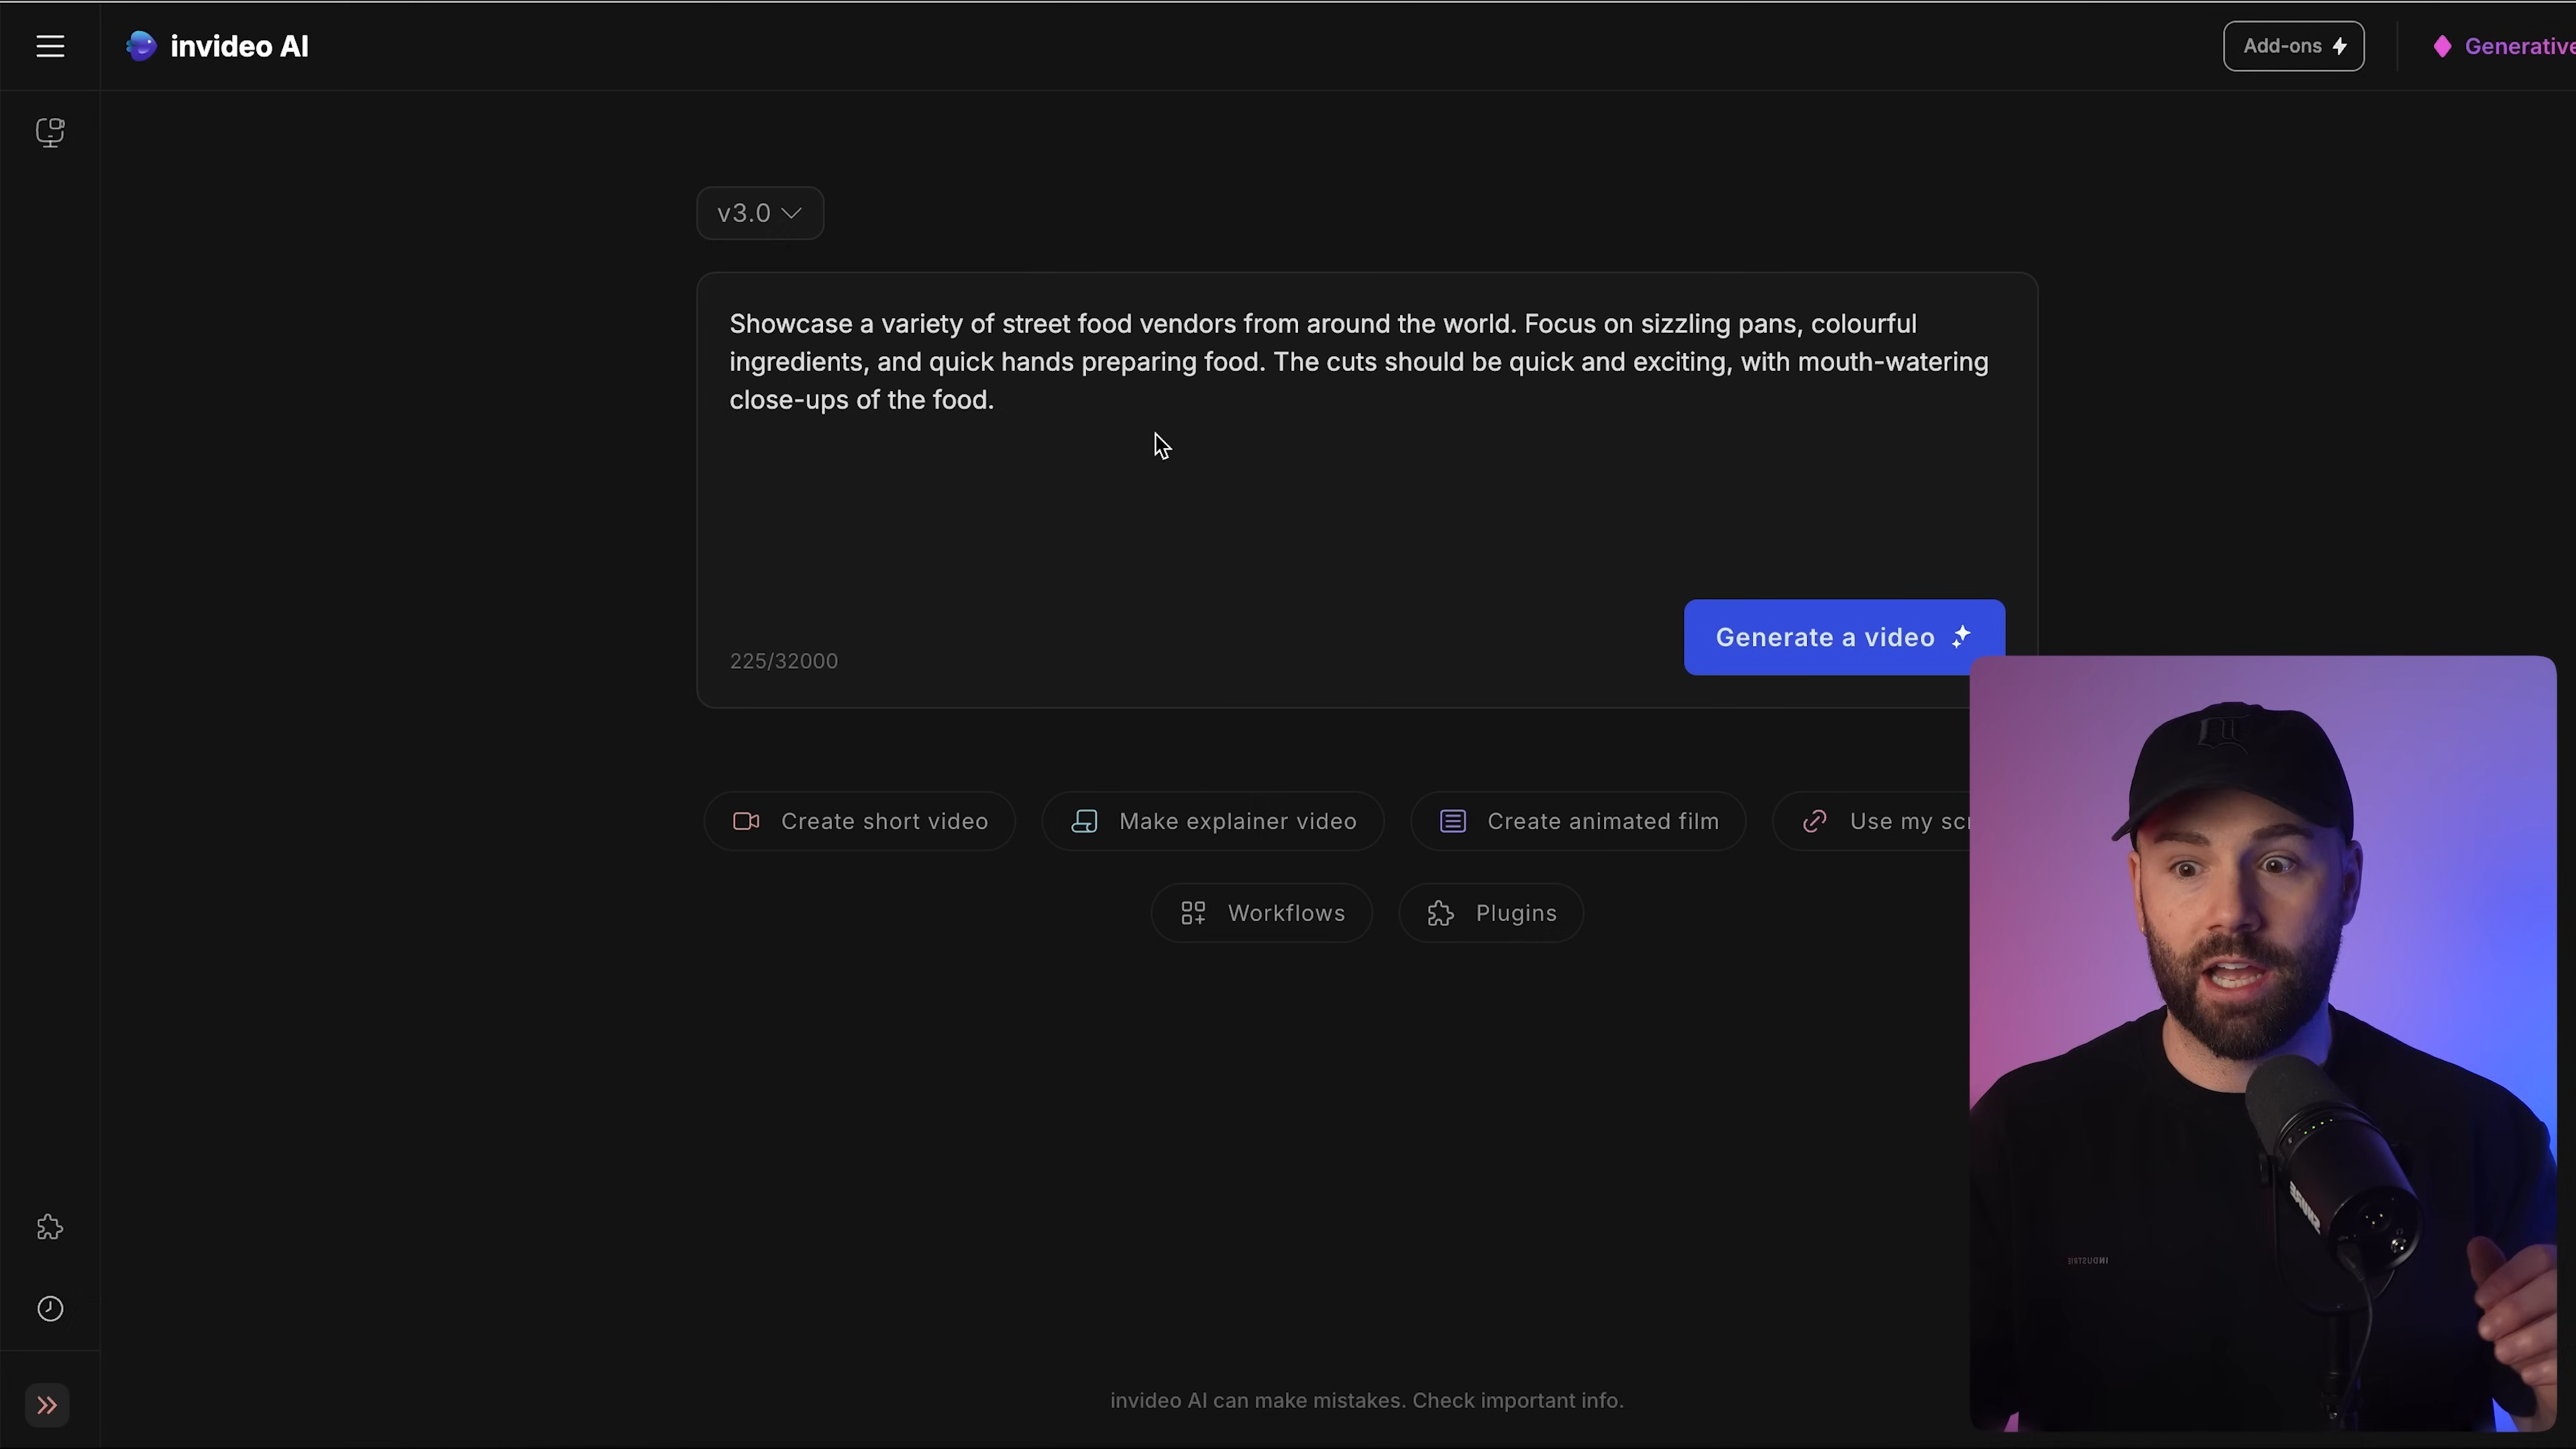 invideo AI
Add-ons
Generative
v3.0
Showcase a variety of street food vendors from around the world. Focus on sizzling pans, colourful
ingredients, and quick hands preparing food. The cuts should be quick and exciting, with mouth-watering
close-ups of the food.
225/32000
Generate a video
Create short video
Make explainer video
Create animated film
Use my
Workflows
Plugins
invideo AI can make mistakes. Check important info.